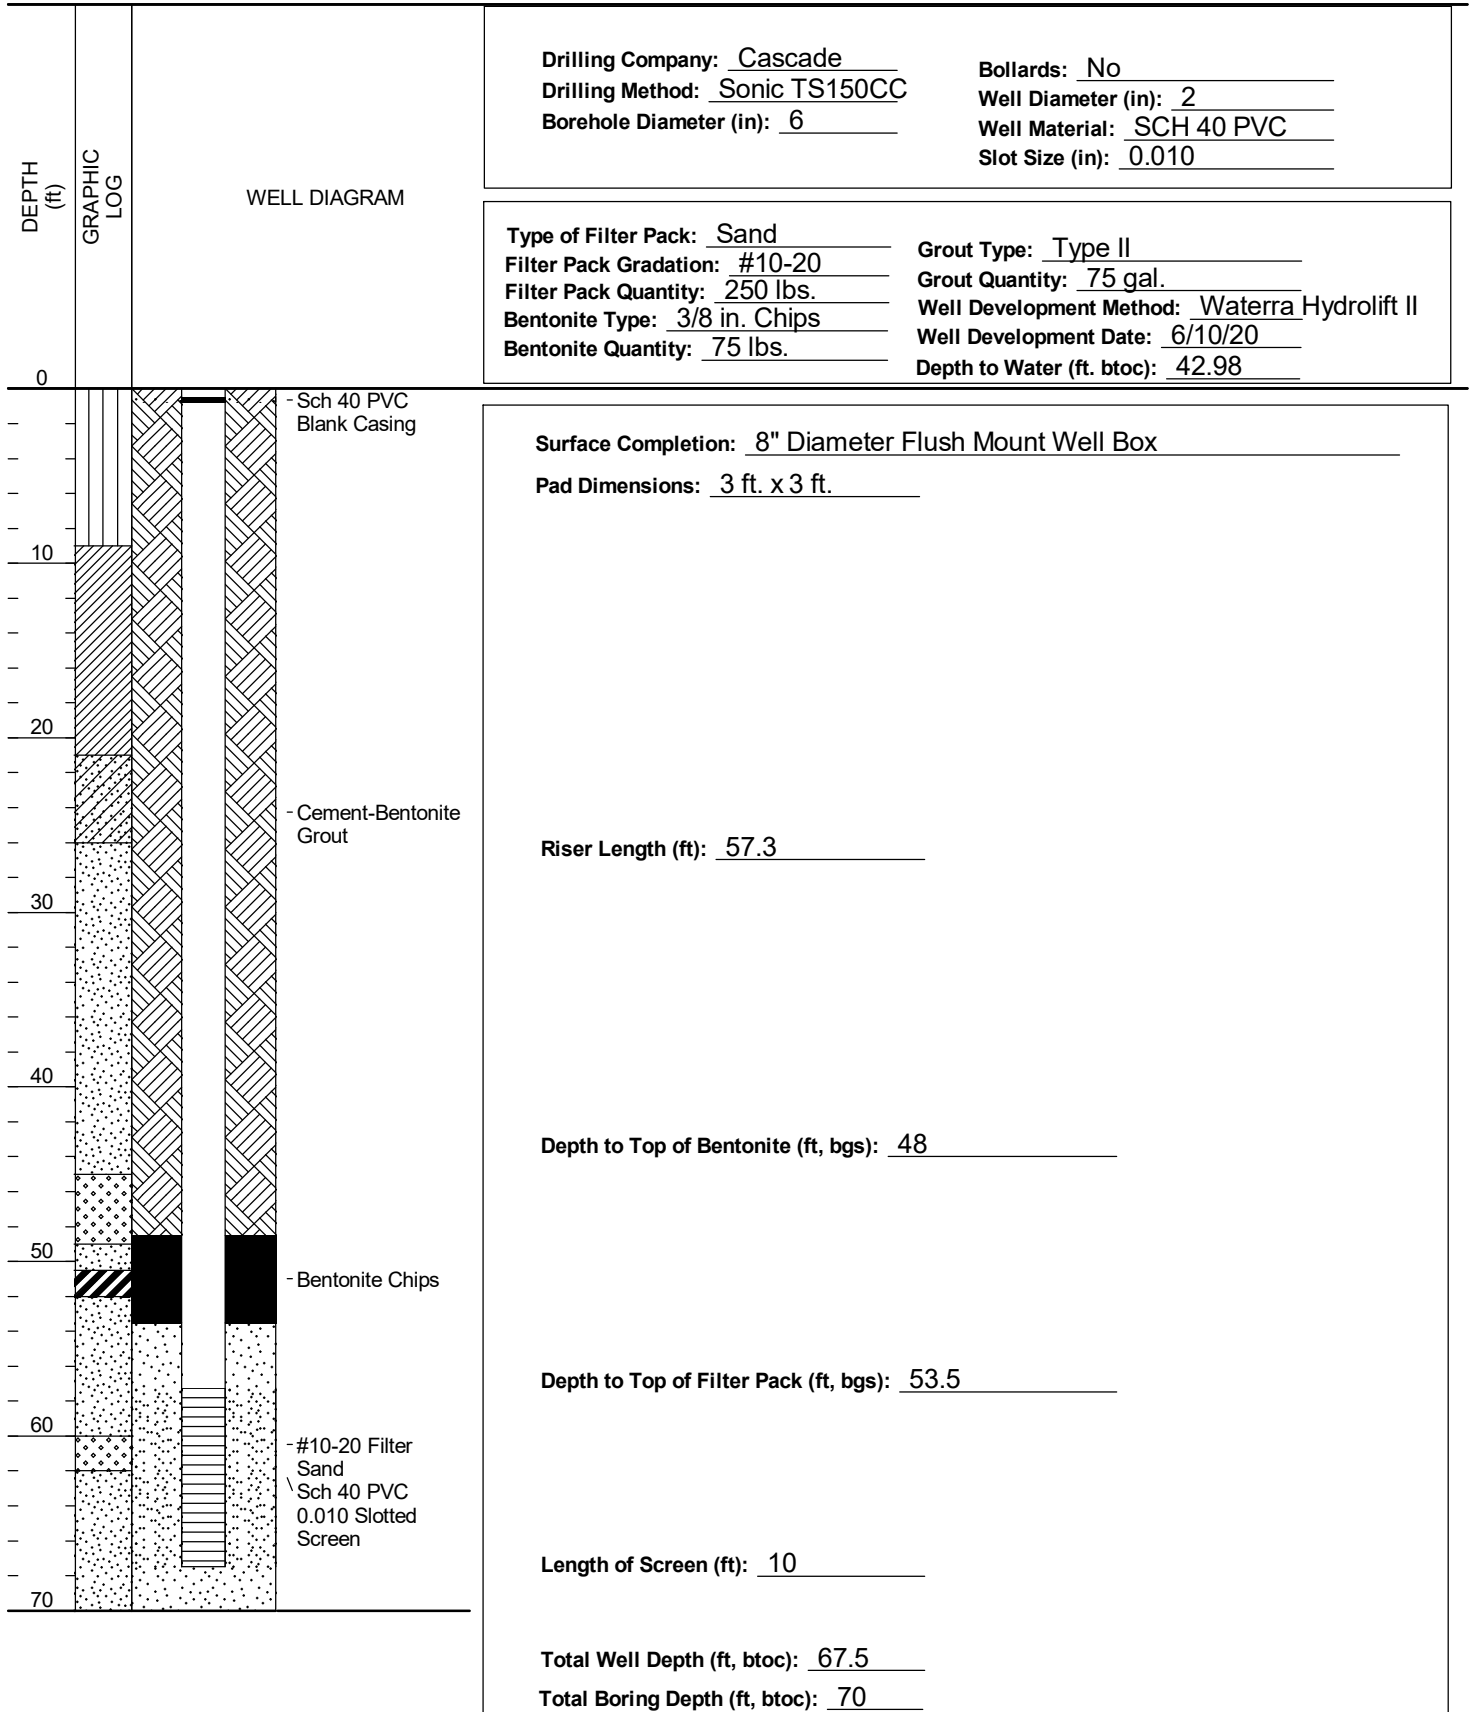 DEPTH
(ft)
GRAPHIC
LOG
WELL DIAGRAM
Drilling Company: Cascade
Drilling Method: Sonic TS150CC
Borehole Diameter (in): 6
Bollards: No
Well Diameter (in): 2
Well Material: SCH 40 PVC
Slot Size (in): 0.010
Type of Filter Pack: Sand
Filter Pack Gradation: #10-20
Filter Pack Quantity: 250 lbs.
Bentonite Type: 3/8 in. Chips
Bentonite Quantity: 75 lbs.
Grout Type: Type II
Grout Quantity: 75 gal.
Well Development Method: Waterra Hydrolift II
Well Development Date: 6/10/20
Depth to Water (ft. btoc): 42.98
0
10
20
30
40
50
60
70
Sch 40 PVC
Blank Casing
Cement-Bentonite
Grout
Bentonite Chips
#10-20 Filter
Sand
Sch 40 PVC
0.010 Slotted
Screen
Surface Completion: 8" Diameter Flush Mount Well Box
Pad Dimensions: 3 ft. x 3 ft.
Riser Length (ft): 57.3
Depth to Top of Bentonite (ft, bgs): 48
Depth to Top of Filter Pack (ft, bgs): 53.5
Length of Screen (ft): 10
Total Well Depth (ft, btoc): 67.5
Total Boring Depth (ft, btoc): 70